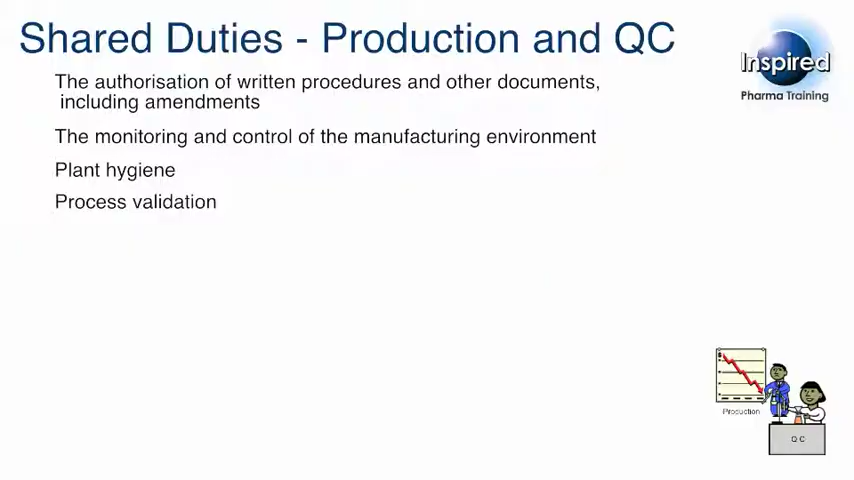 Shared Duties - Production and QC
Inspired
Pharma Training
The authorisation of written procedures and other documents,
including amendments
The monitoring and control of the manufacturing environment
Plant hygiene
Process validation
$
Production
Q C